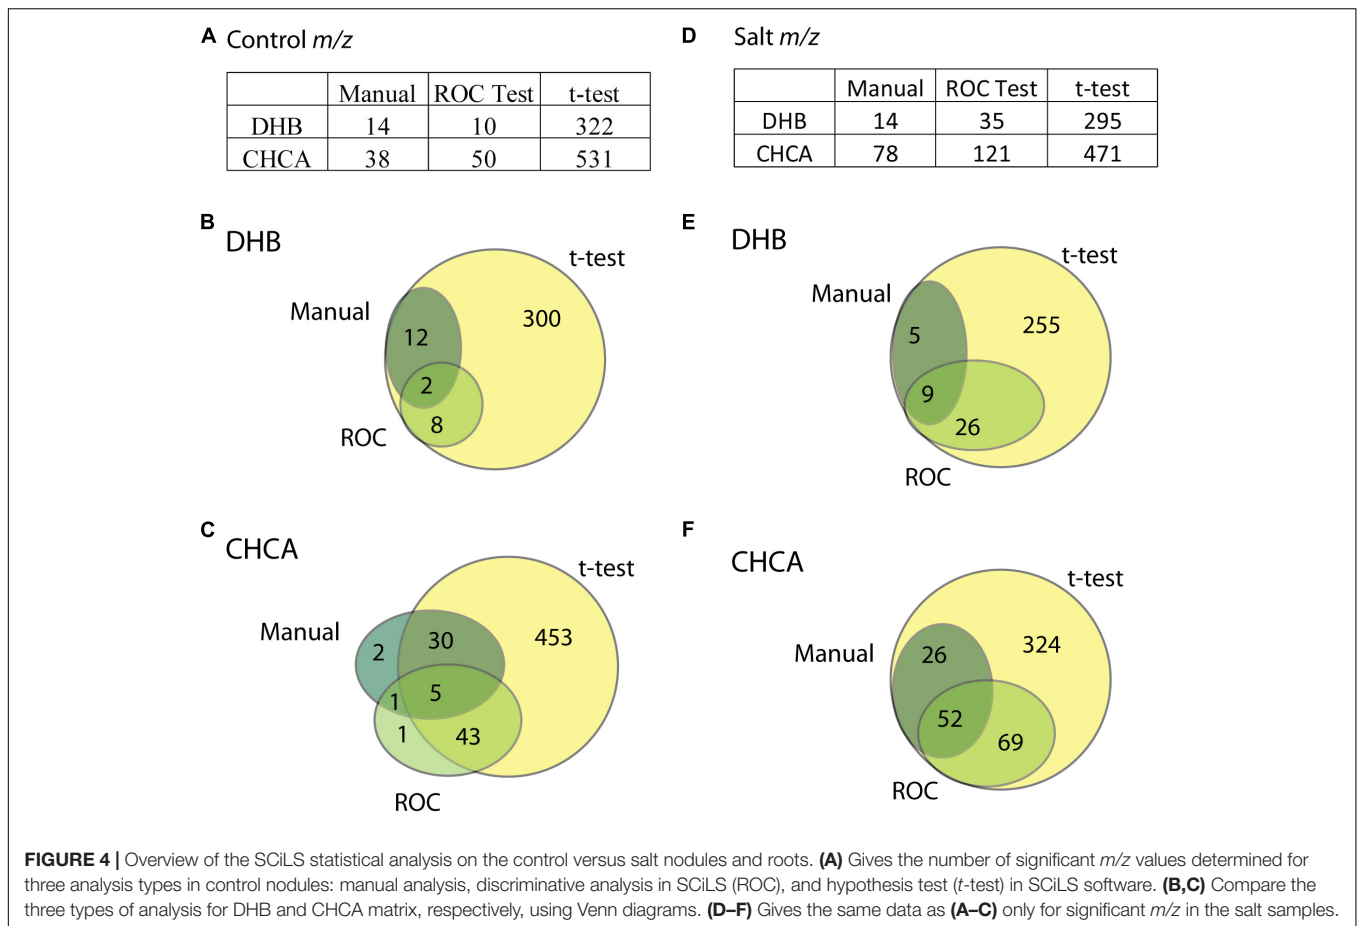 A Control m/z
Manual ROC Test t-test
DHB 14 10 322
CHCA 38 50 531
D Salt m/z
Manual ROC Test t-test
DHB 14 35 295
CHCA 78 121 471
B DHB
t-test
Manual
300
12
2
8
ROC
E DHB
t-test
Manual
255
5
9
26
ROC
C CHCA
t-test
Manual
2 30 453
1 5
1 43
ROC
F CHCA
t-test
Manual
26 324
52
69
ROC
FIGURE 4 | Overview of the SCiLS statistical analysis on the control versus salt nodules and roots. (A) Gives the number of significant m/z values determined for
three analysis types in control nodules: manual analysis, discriminative analysis in SCiLS (ROC), and hypothesis test (t-test) in SCiLS software. (B,C) Compare the
three types of analysis for DHB and CHCA matrix, respectively, using Venn diagrams. (D–F) Gives the same data as (A–C) only for significant m/z in the salt samples.